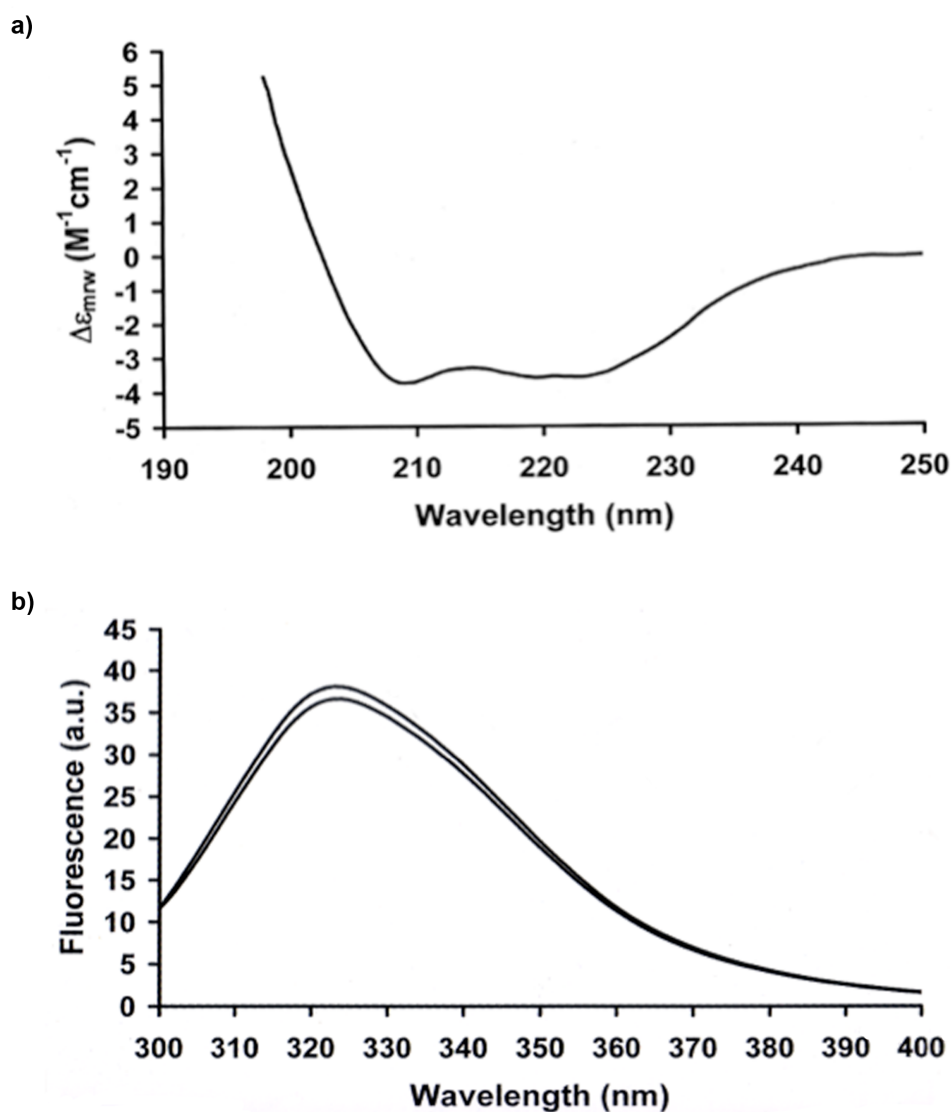 a)
6
5
4
3
2
1
0
-1
-2
-3
-4
-5
Δεmrw (M-1cm-1)
190 200 210 220 230 240 250
Wavelength (nm)
b)
45
40
35
30
25
20
15
10
5
0
Fluorescence (a.u.)
300 310 320 330 340 350 360 370 380 390 400
Wavelength (nm)